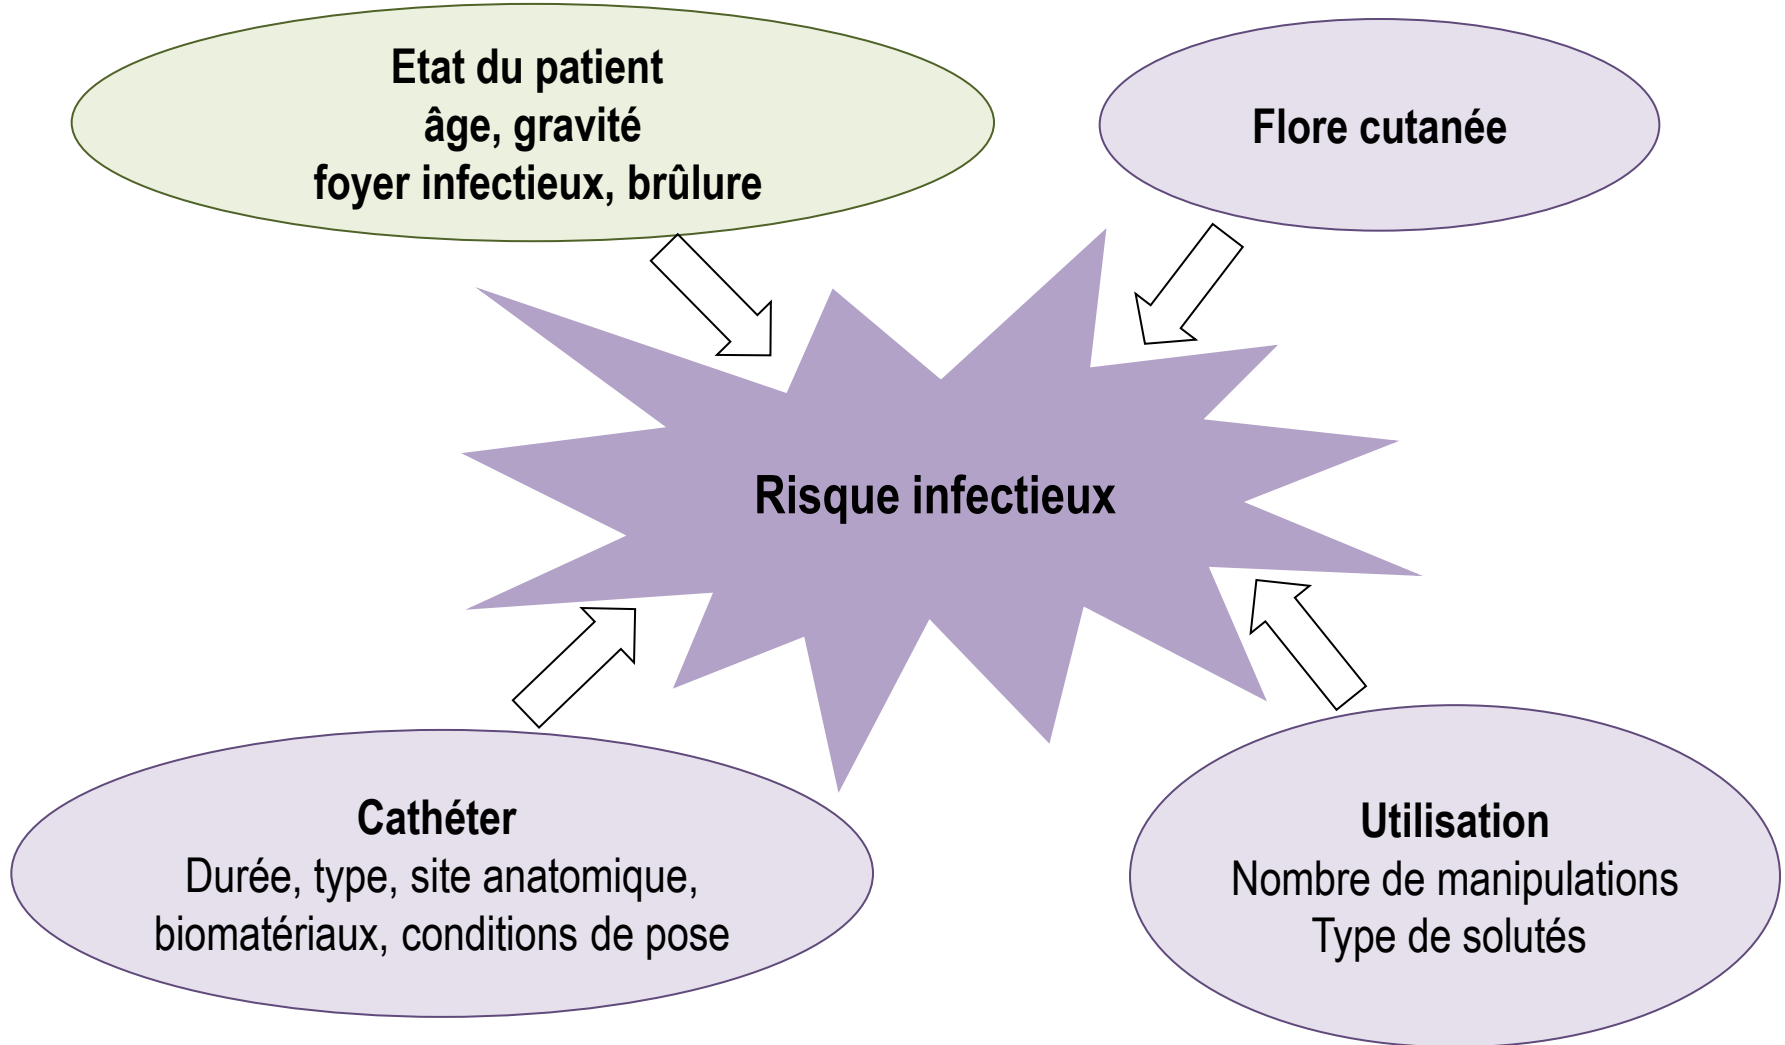 Etat du patient
âge, gravité
foyer infectieux, brûlure
Flore cutanée
Risque infectieux
Cathéter
Durée, type, site anatomique,
biomatériaux, conditions de pose
Utilisation
Nombre de manipulations
Type de solutés